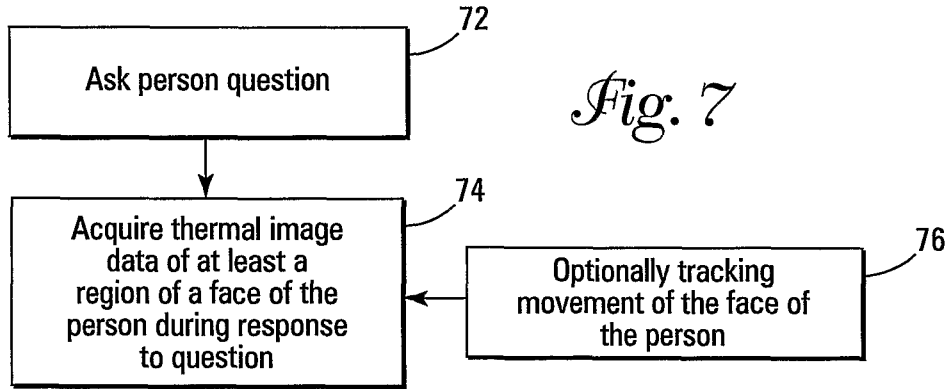 72
Ask person question
Fig. 7
74
Acquire thermal image
data of at least a
region of a face of the
person during response
to question
76
Optionally tracking
movement of the face of
the person